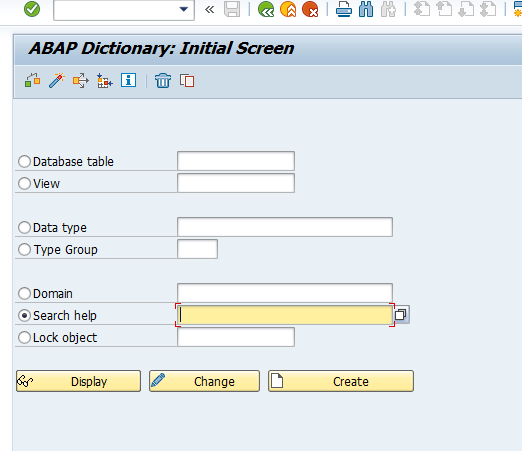 ABAP Dictionary: Initial Screen
Database table
View
Data type
Type Group
Domain
Search help
Lock object
Display
Change
Create